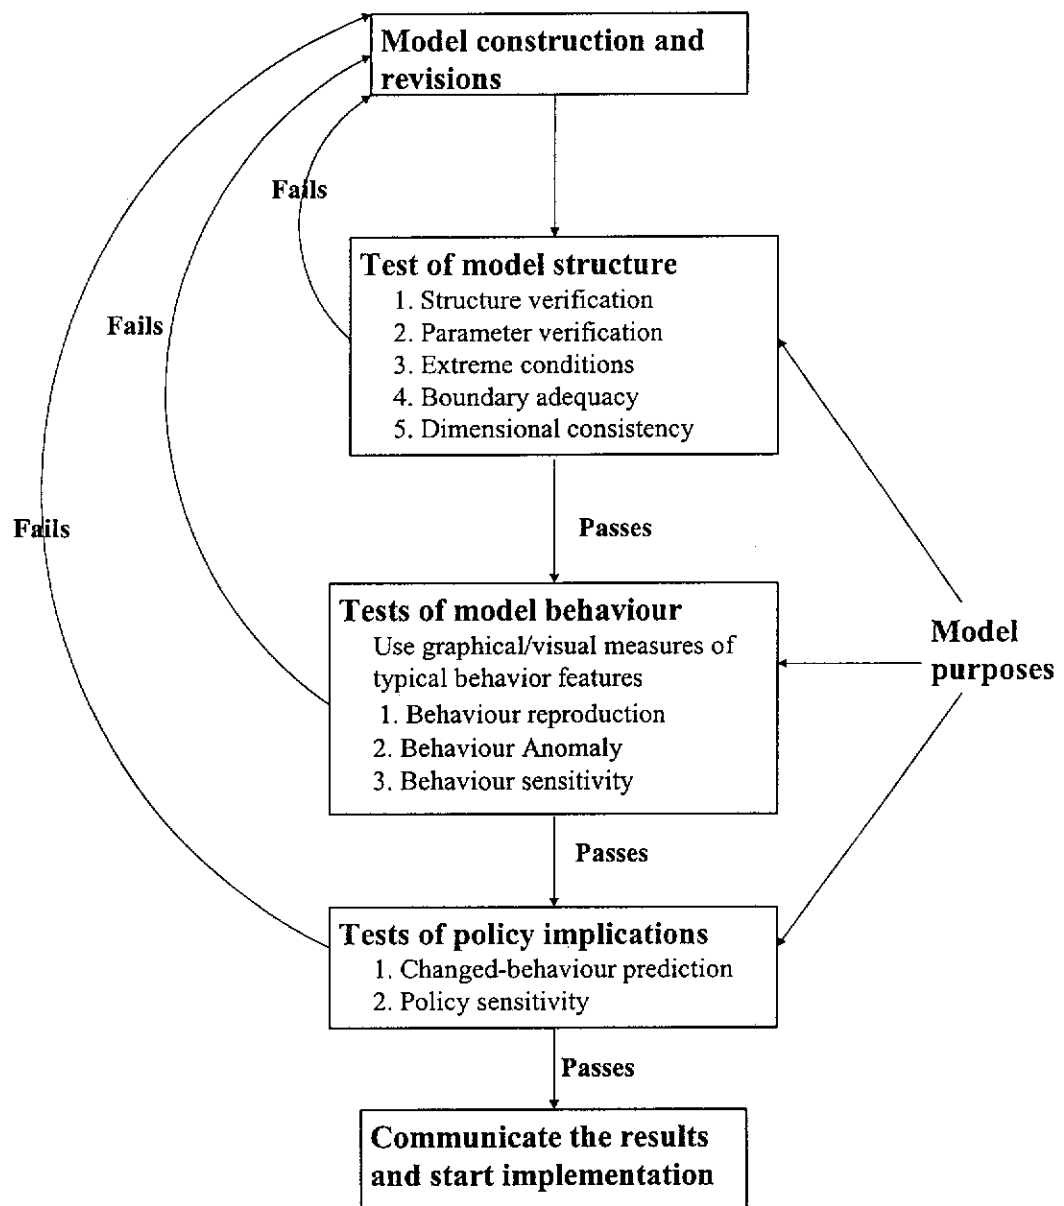 Model construction and
revisions
Fails
Test of model structure
1. Structure verification
2. Parameter verification
3. Extreme conditions
4. Boundary adequacy
5. Dimensional consistency
Fails
Fails
Passes
Tests of model behaviour
Use graphical/visual measures of
typical behavior features
1. Behaviour reproduction
2. Behaviour Anomaly
3. Behaviour sensitivity
Model
purposes
Passes
Tests of policy implications
1. Changed-behaviour prediction
2. Policy sensitivity
Passes
Communicate the results
and start implementation